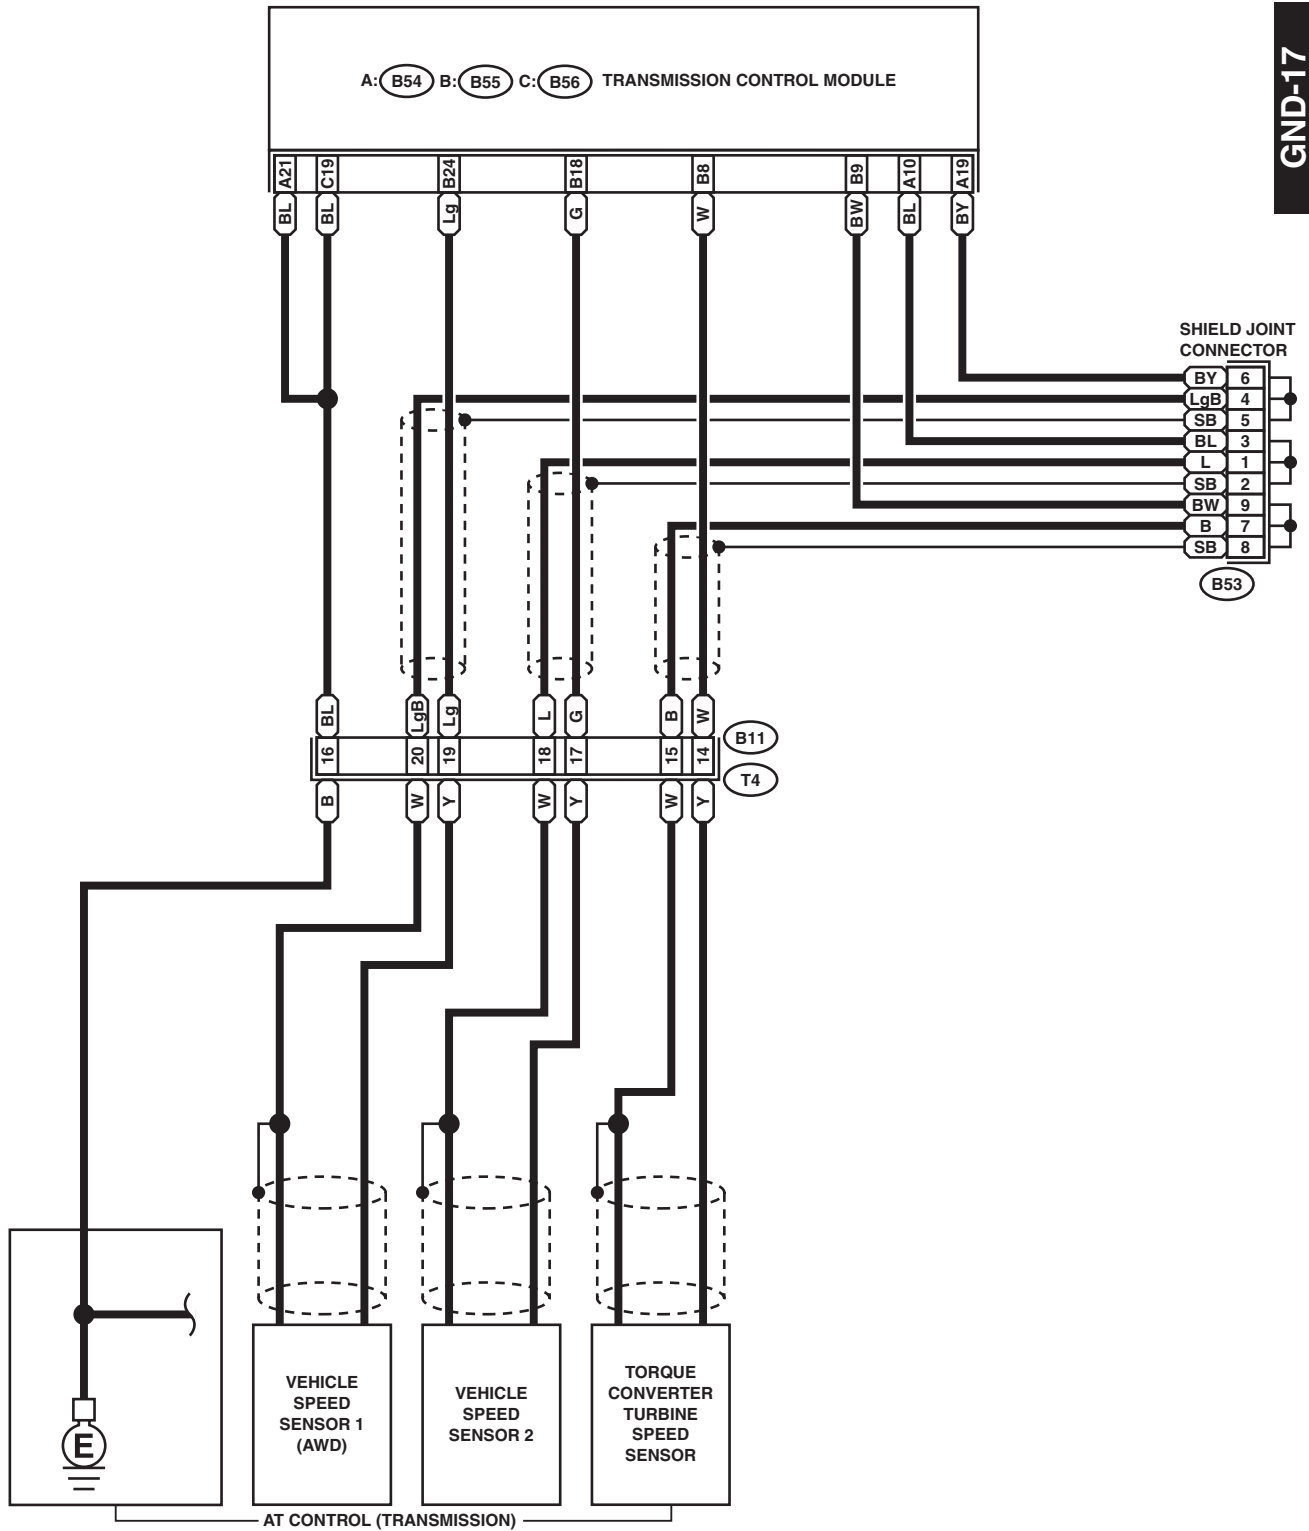 GND-17
A: B54 B: B55 C: B56 TRANSMISSION CONTROL MODULE
A21 C19 B24 B18 B8 B9 A10 A19
BL BL Lg G W BW BL BY
SHIELD JOINT
CONNECTOR
BY 6
LgB 4
SB 5
BL 3
L 1
SB 2
BW 9
B 7
SB 8
B53
BL LgB Lg L G B W
B11
16 20 19 18 17 15 14
T4
B W Y W Y W Y
E
VEHICLE
SPEED
SENSOR 1
(AWD)
VEHICLE
SPEED
SENSOR 2
TORQUE
CONVERTER
TURBINE
SPEED
SENSOR
AT CONTROL (TRANSMISSION)